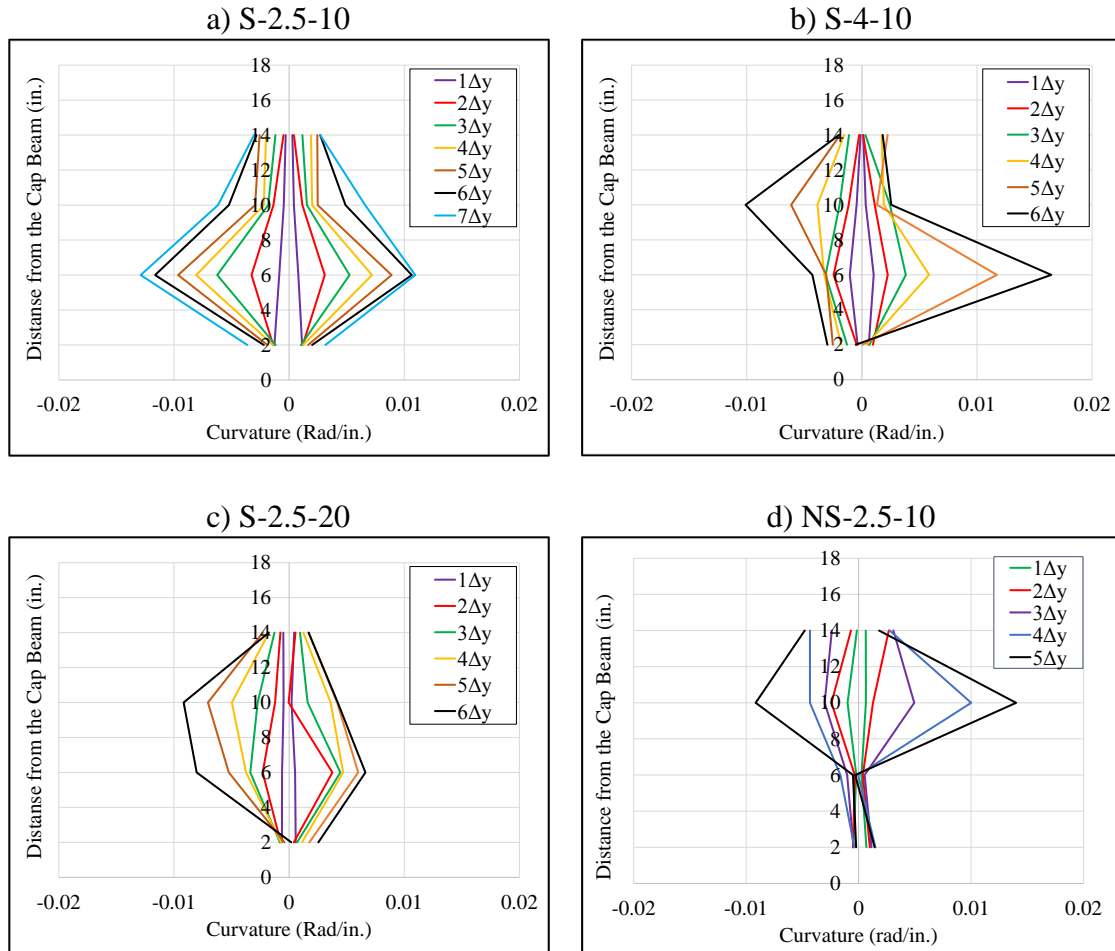 a) S-2.5-10
Distanse from the Cap Beam (in.)
18
16
14
12
10
8
6
4
2
0
-0.02
-0.01
0
0.01
0.02
Curvature (Rad/in.)
1Δy
2Δy
3Δy
4Δy
5Δy
6Δy
7Δy
b) S-4-10
Distanse from the Cap Beam (in.)
18
16
14
12
10
8
6
4
2
0
-0.02
-0.01
0
0.01
0.02
Curvature (Rad/in.)
1Δy
2Δy
3Δy
4Δy
5Δy
6Δy
c) S-2.5-20
Distanse from the Cap Beam (in.)
18
16
14
12
10
8
6
4
2
0
-0.02
-0.01
0
0.01
0.02
Curvature (Rad/in.)
1Δy
2Δy
3Δy
4Δy
5Δy
6Δy
d) NS-2.5-10
Distance from the Cap Beam (in.)
18
16
14
12
10
8
6
4
2
0
-0.02
-0.01
0
0.01
0.02
Curvature (rad/in.)
1Δy
2Δy
3Δy
4Δy
5Δy